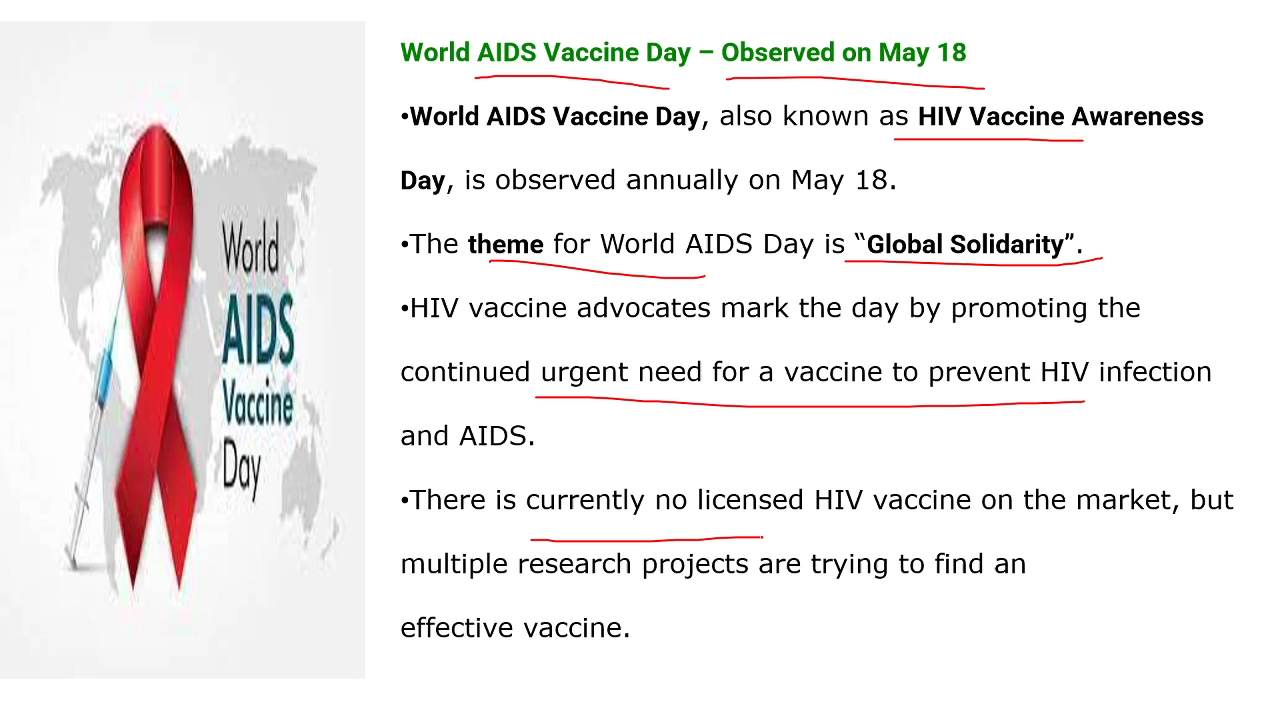 World AIDS Vaccine Day – Observed on May 18
•World AIDS Vaccine Day, also known as HIV Vaccine Awareness
Day, is observed annually on May 18.
•The theme for World AIDS Day is “Global Solidarity”.
•HIV vaccine advocates mark the day by promoting the
continued urgent need for a vaccine to prevent HIV infection
and AIDS.
•There is currently no licensed HIV vaccine on the market, but
multiple research projects are trying to find an
effective vaccine.
World
AIDS
Vaccine
Day